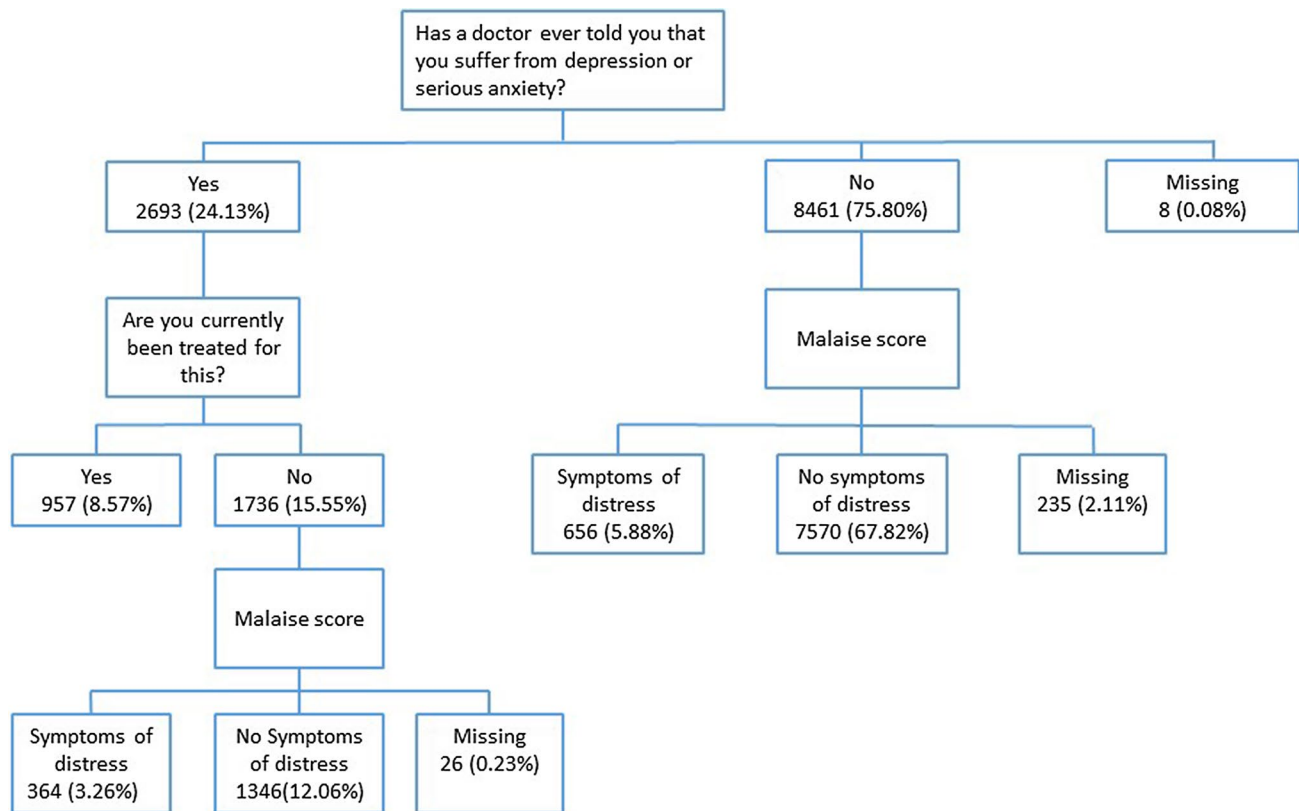 Has a doctor ever told you that
you suffer from depression or
serious anxiety?
Yes
2693 (24.13%)
No
8461 (75.80%)
Missing
8 (0.08%)
Are you currently
been treated for
this?
Malaise score
Yes
957 (8.57%)
No
1736 (15.55%)
Symptoms of
distress
656 (5.88%)
No symptoms
of distress
7570 (67.82%)
Missing
235 (2.11%)
Malaise score
Symptoms of
distress
364 (3.26%)
No Symptoms
of distress
1346(12.06%)
Missing
26 (0.23%)